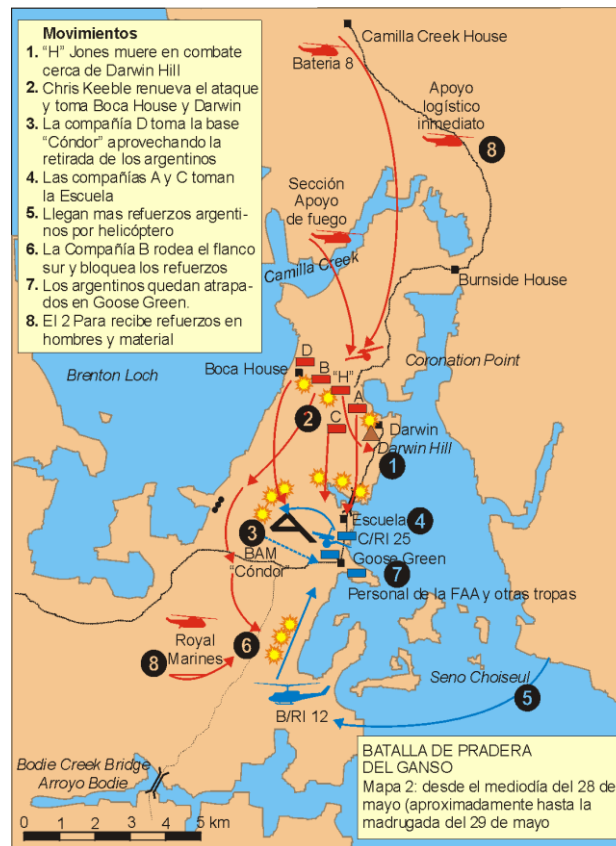 Movimientos
1. "H" Jones muere en combate
cerca de Darwin Hill
2. Chris Keeble renueva el ataque
y toma Boca House y Darwin
3. La compañía D toma la base
"Cóndor" aprovechando la
retirada de los argentinos
4. Las compañías A y C toman
la Escuela
5. Llegan mas refuerzos argenti-
nos por helicóptero
6. La Compañía B rodea el flanco
sur y bloquea los refuerzos
7. Los argentinos quedan atrapa-
dos en Goose Green.
8. El 2 Para recibe refuerzos en
hombres y material
Camilla Creek House
Bateria 8
Apoyo
logístico
inmediato
8
Sección
Apoyo
de fuego
Camilla Creek
Burnside House
Coronation Point
Brenton Loch
Boca House
D
B
"H"
A
C
2
Darwin
Darwin Hill
1
Escuela
4
C/RI 25
3
BAM
"Cóndor"
Goose Green
7
Personal de la FAA y otras tropas
Royal
Marines
8
6
Seno Choiseul
5
B/RI 12
Bodie Creek Bridge
Arroyo Bodie
0 1 2 3 4 5 km
BATALLA DE PRADERA
DEL GANSO
Mapa 2: desde el mediodía del 28 de
mayo (aproximadamente hasta la
madrugada del 29 de mayo